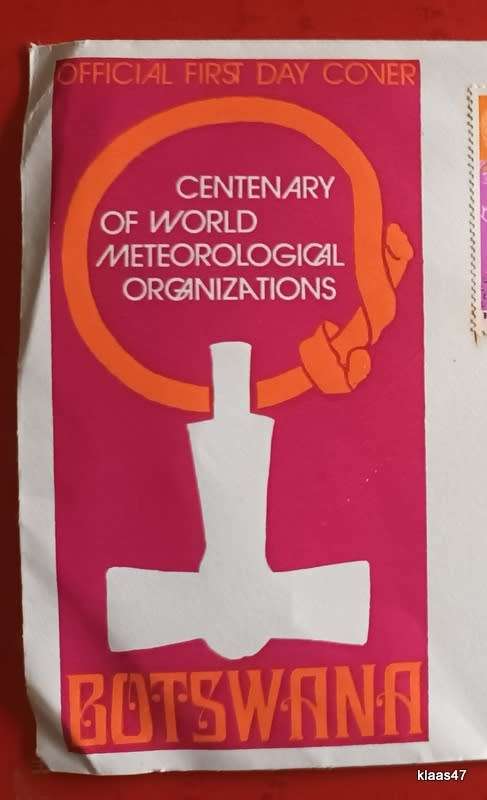 OFFICIAL FIRST DAY COVER
CENTENARY
OF WORLD
METEOROLOGICAL
ORGANIZATIONS
BOTSWANA
klaas47